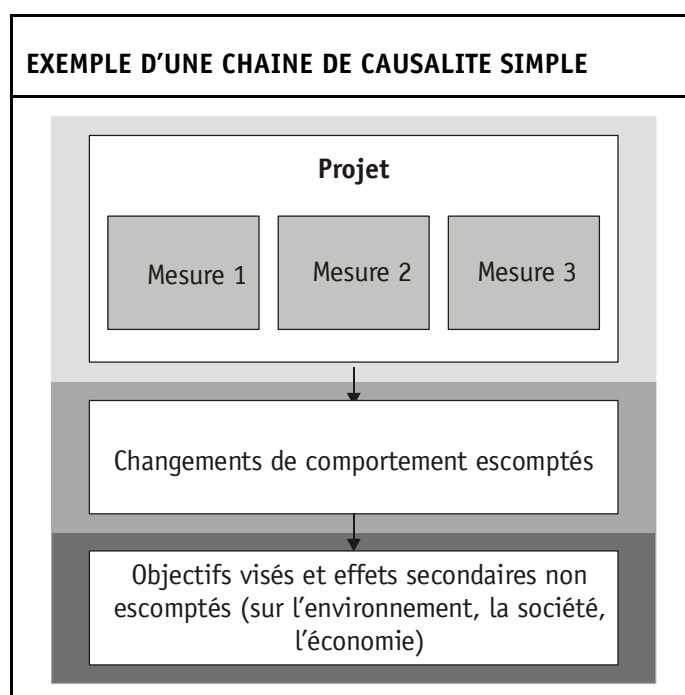 EXEMPLE D’UNE CHAINE DE CAUSALITE SIMPLE
Projet
Mesure 1
Mesure 2
Mesure 3
Changements de comportement escomptés
Objectifs visés et effets secondaires non
escomptés (sur l’environnement, la société,
l’économie)